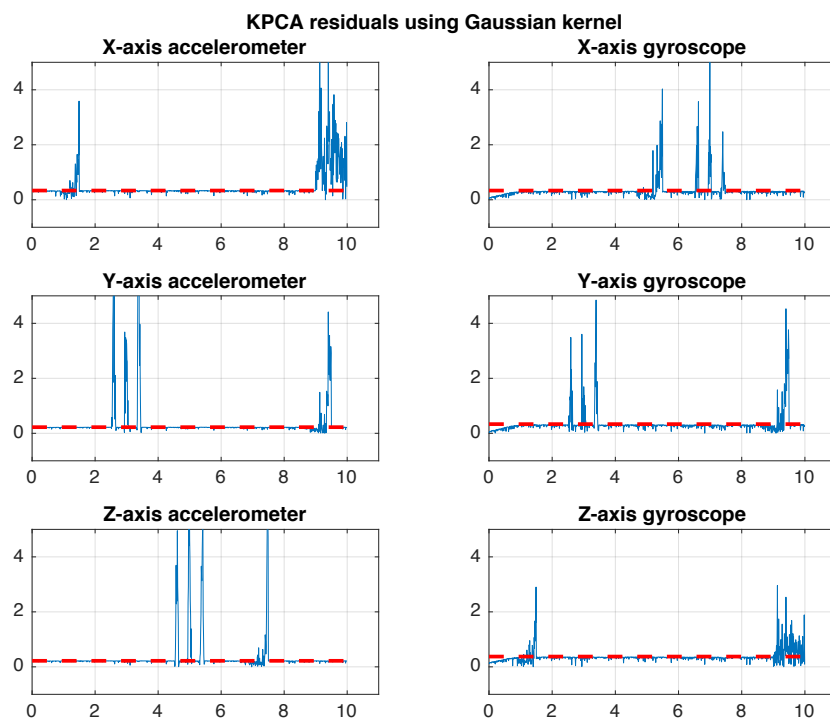 KPCA residuals using Gaussian kernel
X-axis accelerometer
4
2
0
0 2 4 6 8 10
X-axis gyroscope
4
2
0
0 2 4 6 8 10
Y-axis accelerometer
4
2
0
0 2 4 6 8 10
Y-axis gyroscope
4
2
0
0 2 4 6 8 10
Z-axis accelerometer
4
2
0
0 2 4 6 8 10
Z-axis gyroscope
4
2
0
0 2 4 6 8 10